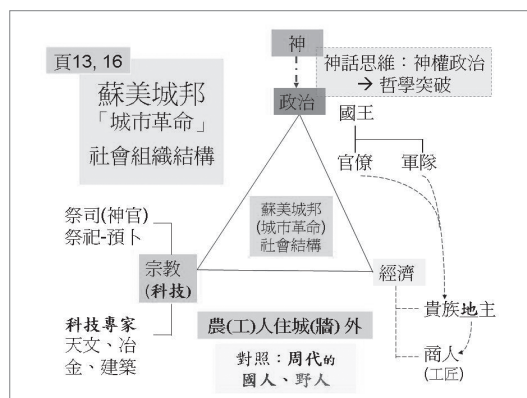 頁13, 16
蘇美城邦
「城市革命」
社會組織結構
神
神話思維：神權政治
→ 哲學突破
政治
國王
官僚
軍隊
蘇美城邦
(城市革命)
社會結構
祭司(神官)
祭祀-預卜
宗教
(科技)
科技專家
天文、冶
金、建築
經濟
貴族地主
商人
(工匠)
農(工)人住城(牆) 外
對照：周代的
國人、野人